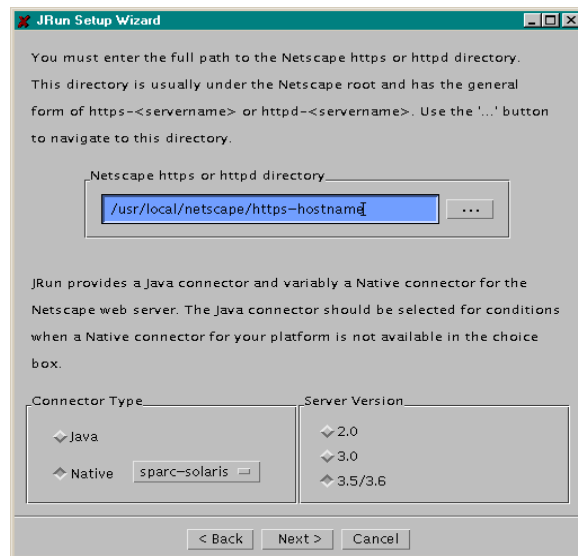 JRun Setup Wizard
You must enter the full path to the Netscape https or httpd directory.
This directory is usually under the Netscape root and has the general
form of https-<servername> or httpd-<servername>. Use the '...' button
to navigate to this directory.
Netscape https or httpd directory
/usr/local/netscape/https-hostname
...
JRun provides a Java connector and variably a Native connector for the
Netscape web server. The Java connector should be selected for conditions
when a Native connector for your platform is not available in the choice
box.
Connector Type
Java
Native sparc-solaris
Server Version
2.0
3.0
3.5/3.6
< Back Next > Cancel